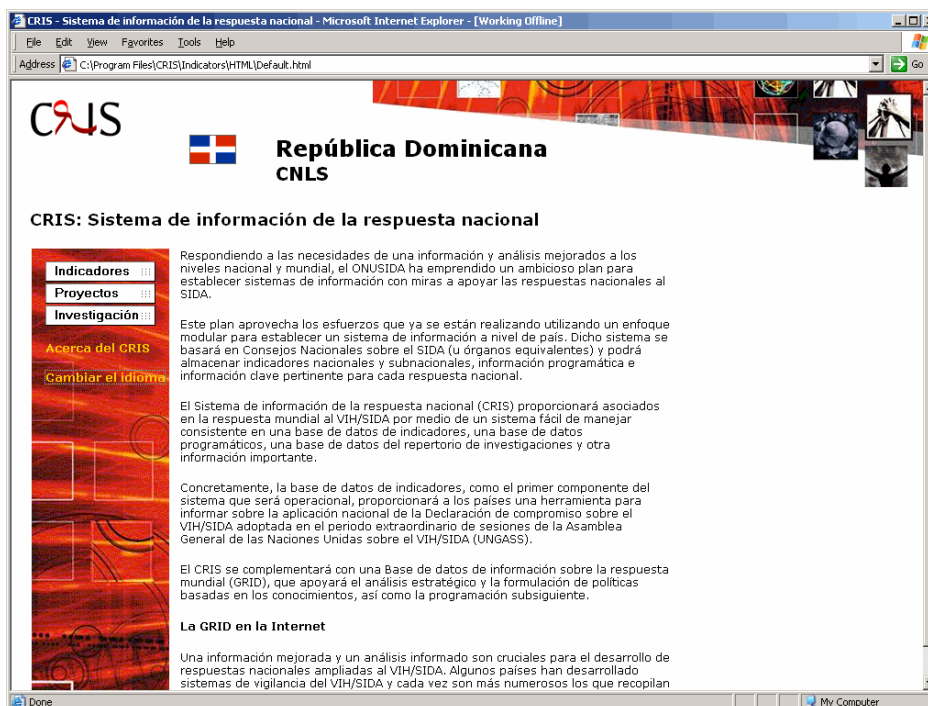 CRIS - Sistema de información de la respuesta nacional - Microsoft Internet Explorer - [Working Offline]
File Edit View Favorites Tools Help
Address C:\Program Files\CRIS\Indicators\HTML\Default.html Go
CRIS
República Dominicana
CNLS
CRIS: Sistema de información de la respuesta nacional
Indicadores
Proyectos
Investigación
Acerca del CRIS
Cambiar el idioma
Respondiendo a las necesidades de una información y análisis mejorados a los
niveles nacional y mundial, el ONUSIDA ha emprendido un ambicioso plan para
establecer sistemas de información con miras a apoyar las respuestas nacionales al
SIDA.
Este plan aprovecha los esfuerzos que ya se están realizando utilizando un enfoque
modular para establecer un sistema de información a nivel de país. Dicho sistema se
basará en Consejos Nacionales sobre el SIDA (u órganos equivalentes) y podrá
almacenar indicadores nacionales y subnacionales, información programática e
información clave pertinente para cada respuesta nacional.
El Sistema de información de la respuesta nacional (CRIS) proporcionará asociados
en la respuesta mundial al VIH/SIDA por medio de un sistema fácil de manejar
consistente en una base de datos de indicadores, una base de datos
programáticos, una base de datos del repertorio de investigaciones y otra
información importante.
Concretamente, la base de datos de indicadores, como el primer componente del
sistema que será operacional, proporcionará a los países una herramienta para
informar sobre la aplicación nacional de la Declaración de compromiso sobre el
VIH/SIDA adoptada en el periodo extraordinario de sesiones de la Asamblea
General de las Naciones Unidas sobre el VIH/SIDA (UNGASS).
El CRIS se complementará con una Base de datos de información sobre la respuesta
mundial (GRID), que apoyará el análisis estratégico y la formulación de políticas
basadas en los conocimientos, así como la programación subsiguiente.
La GRID en la Internet
Una información mejorada y un análisis informado son cruciales para el desarrollo de
respuestas nacionales ampliadas al VIH/SIDA. Algunos países han desarrollado
sistemas de vigilancia del VIH/SIDA y cada vez son más numerosos los que recopilan
Done My Computer